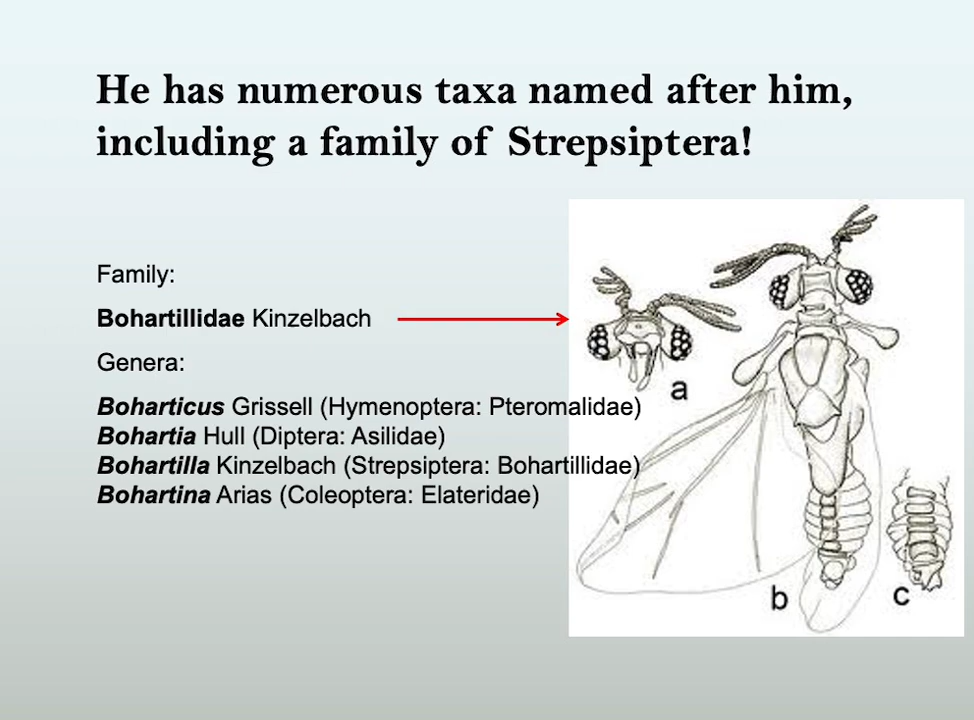 He has numerous taxa named after him,
including a family of Strepsiptera!
Family:
Bohartillidae Kinzelbach
Genera:
Boharticus Grissell (Hymenoptera: Pteromalidae)
Bohartia Hull (Diptera: Asilidae)
Bohartilla Kinzelbach (Strepsiptera: Bohartillidae)
Bohartina Arias (Coleoptera: Elateridae)
a
b
c